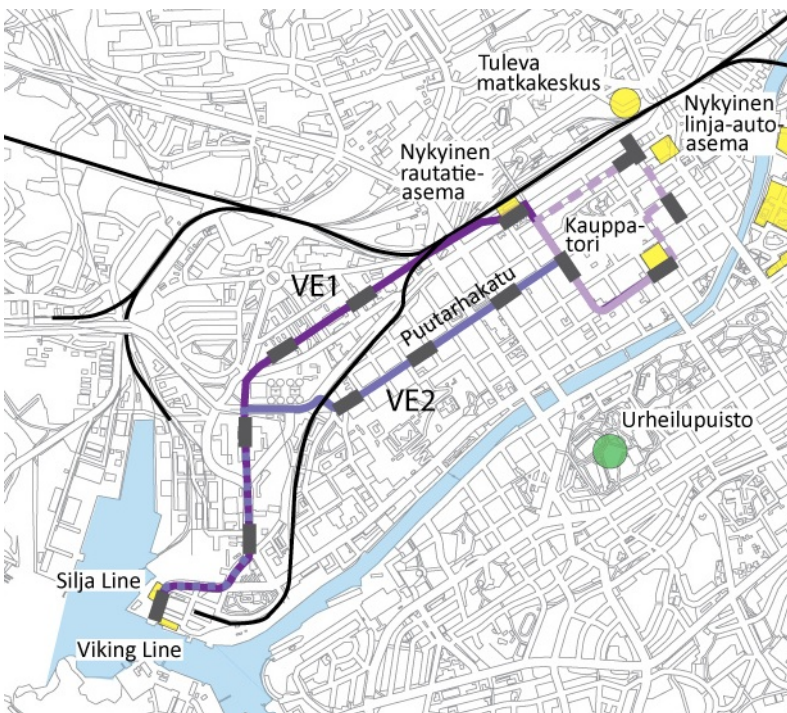 Tuleva
matkakeskus
Nykyinen
linja-auto-
asema
Nykyinen
rautatie-
asema
Kauppa-
tori
VE1
Puutarhakatu
VE2
Urheilupuisto
Silja Line
Viking Line